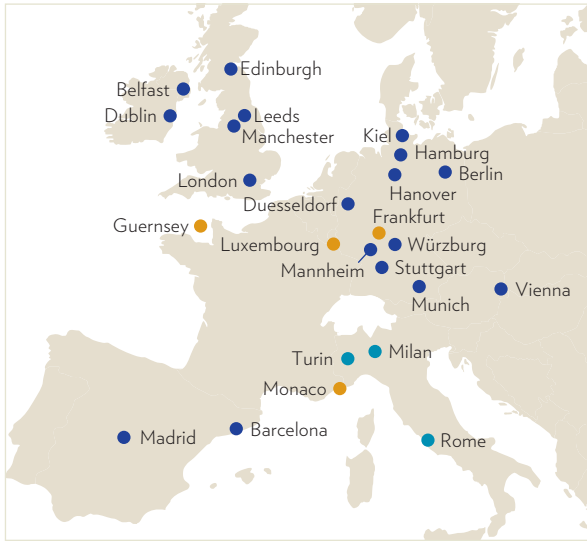 Edinburgh
Belfast
Dublin
Leeds
Manchester
Kiel
Hamburg
Berlin
London
Hanover
Duesseldorf
Frankfurt
Guernsey
Luxembourg
Würzburg
Mannheim
Stuttgart
Munich
Vienna
Turin
Milan
Monaco
Madrid
Barcelona
Rome